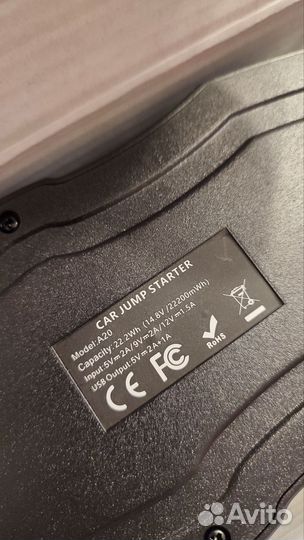 CAR JUMP STARTER
Model:A20
Capacity:22.2Wh (14.8V/22200mWh)
Input:5V⎓2A/9V⎓2A/12V⎓1.5A
USB Output:5V⎓2A+1A
CE FC RoHS
Avito